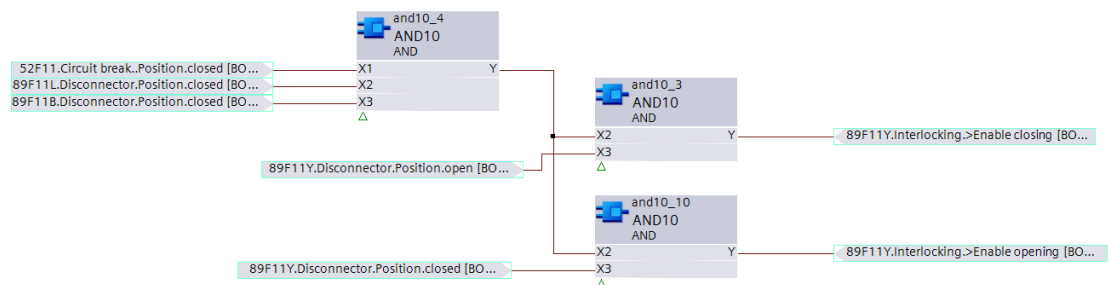 and10_4
AND10
AND
52F11.Circuit break..Position.closed [BO...
X1
Y
89F11L.Disconnector.Position.closed [BO...
X2
89F11B.Disconnector.Position.closed [BO...
X3
and10_3
AND10
AND
X2
Y
89F11Y.Interlocking.>Enable closing [BO...
X3
89F11Y.Disconnector.Position.open [BO...
and10_10
AND10
AND
X2
Y
89F11Y.Interlocking.>Enable opening [BO...
89F11Y.Disconnector.Position.closed [BO...
X3